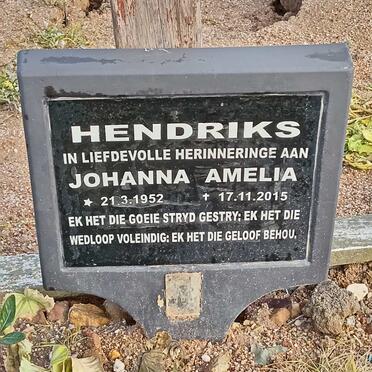 HENDRIKS
IN LIEFDEVOLLE HERINNERINGE AAN
JOHANNA AMELIA
★ 21.3.1952 ✝ 17.11.2015
EK HET DIE GOEIE STRYD GESTRY; EK HET DIE
WEDLOOP VOLEINDIG; EK HET DIE GELOOF BEHOU,